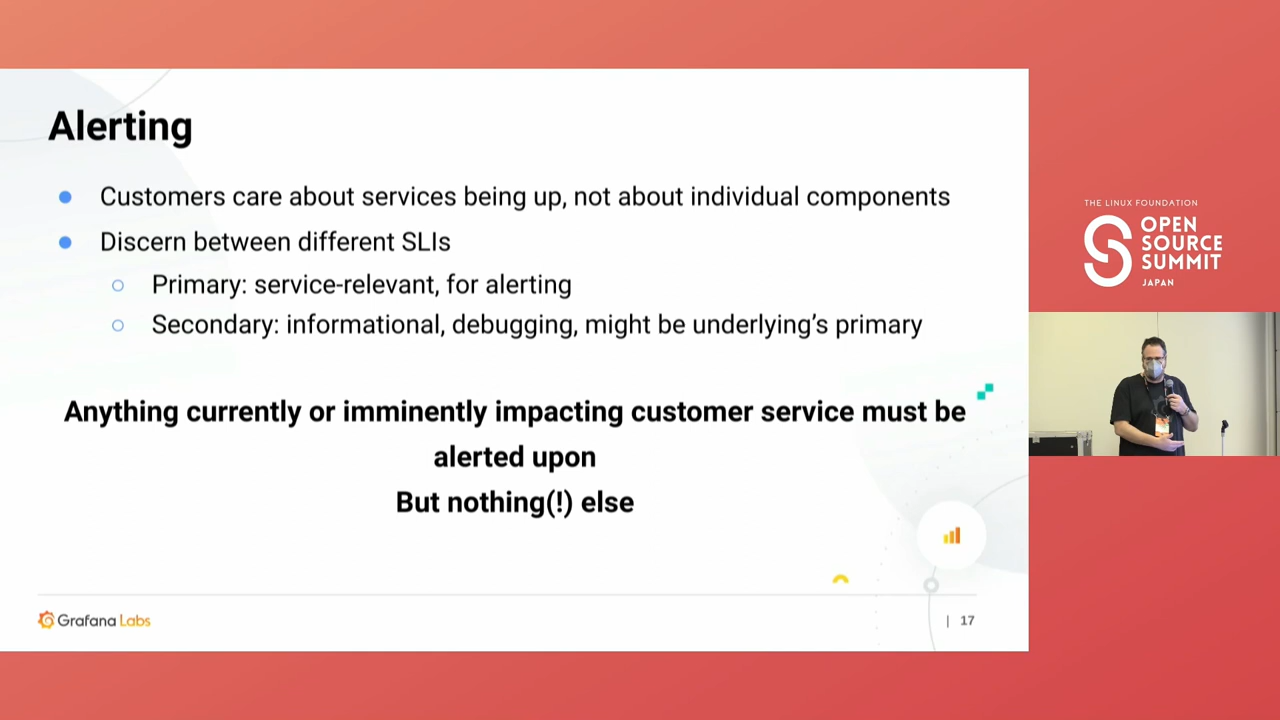 Alerting
Customers care about services being up, not about individual components
Discern between different SLIs
Primary: service-relevant, for alerting
Secondary: informational, debugging, might be underlying’s primary
Anything currently or imminently impacting customer service must be
alerted upon
But nothing(!) else
Grafana Labs
| 17
THE LINUX FOUNDATION
OPEN
SOURCE
SUMMIT
JAPAN